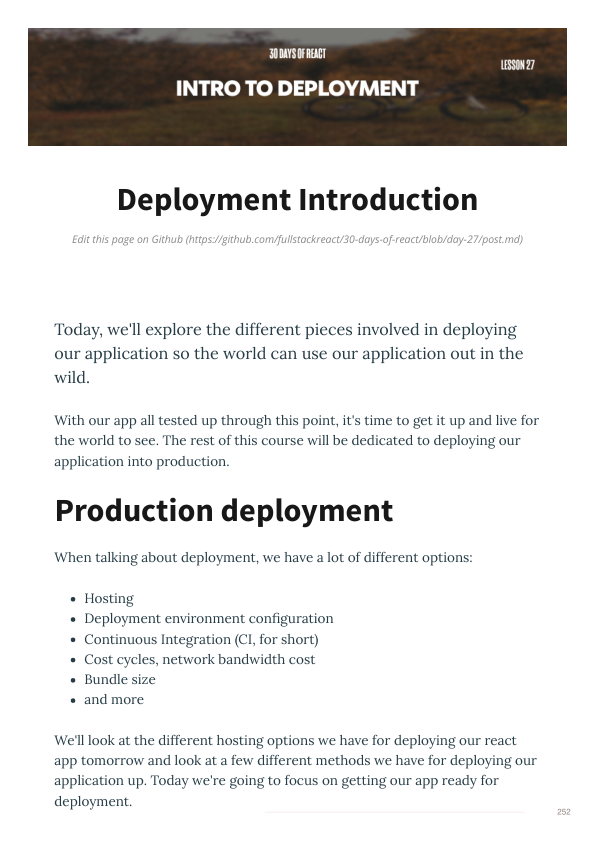 30 DAYS OF REACT
LESSON 27
INTRO TO DEPLOYMENT
Deployment Introduction
Edit this page on Github (https://github.com/fullstackreact/30-days-of-react/blob/day-27/post.md)
Today, we'll explore the different pieces involved in deploying
our application so the world can use our application out in the
wild.
With our app all tested up through this point, it's time to get it up and live for
the world to see. The rest of this course will be dedicated to deploying our
application into production.
Production deployment
When talking about deployment, we have a lot of different options:
• Hosting
• Deployment environment configuration
• Continuous Integration (CI, for short)
• Cost cycles, network bandwidth cost
• Bundle size
• and more
We'll look at the different hosting options we have for deploying our react
app tomorrow and look at a few different methods we have for deploying our
application up. Today we're going to focus on getting our app ready for
deployment.
252